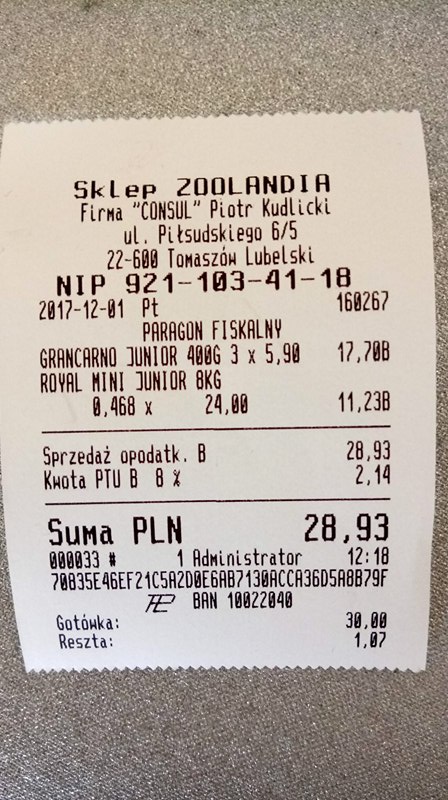 Sklep ZOOLANDIA
Firma "CONSUL" Piotr Kudlicki
ul. Piłsudskiego 6/5
22-600 Tomaszów Lubelski
NIP 921-103-41-18
2017-12-01 Pt 160267
PARAGON FISKALNY
GRANCARNO JUNIOR 400G 3 x 5,90 17,70B
ROYAL MINI JUNIOR 8KG
0,468 x 24,00 11,23B
Sprzedaż opodatk. B 28,93
Kwota PTU B 8 % 2,14
Suma PLN 28,93
000033 # 1 Administrator 12:18
70835E46EF21C5A2D0E6AB7130ACCA36D5A8B79F
BAN 10022040
Gotówka: 30,00
Reszta: 1,07